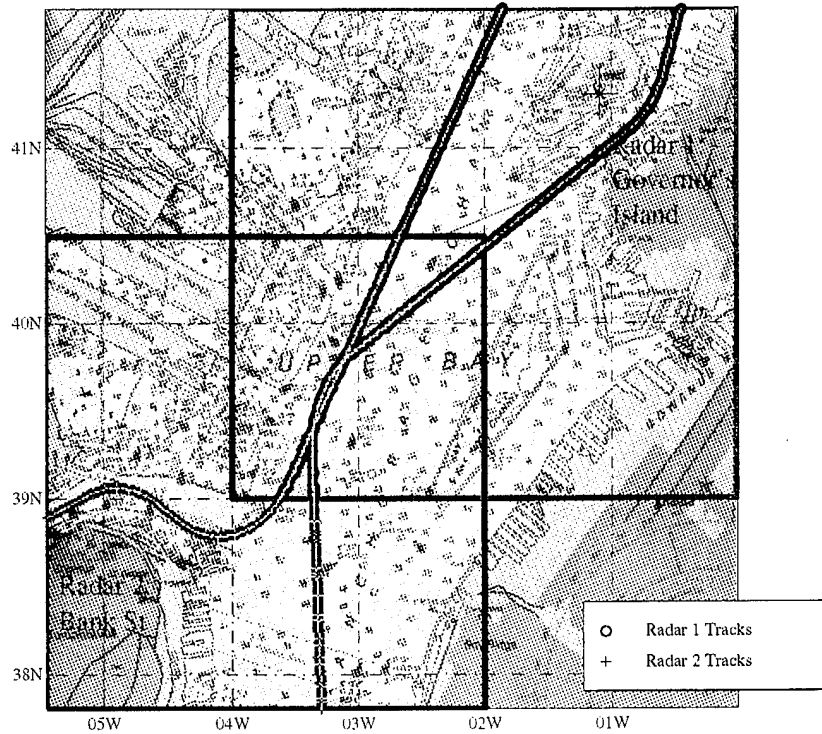 41N
Radar 1
Governor's
Island
40N
UPPER BAY
39N
Radar 2
Bank St
38N
Radar 1 Tracks
Radar 2 Tracks
05W
04W
03W
02W
01W